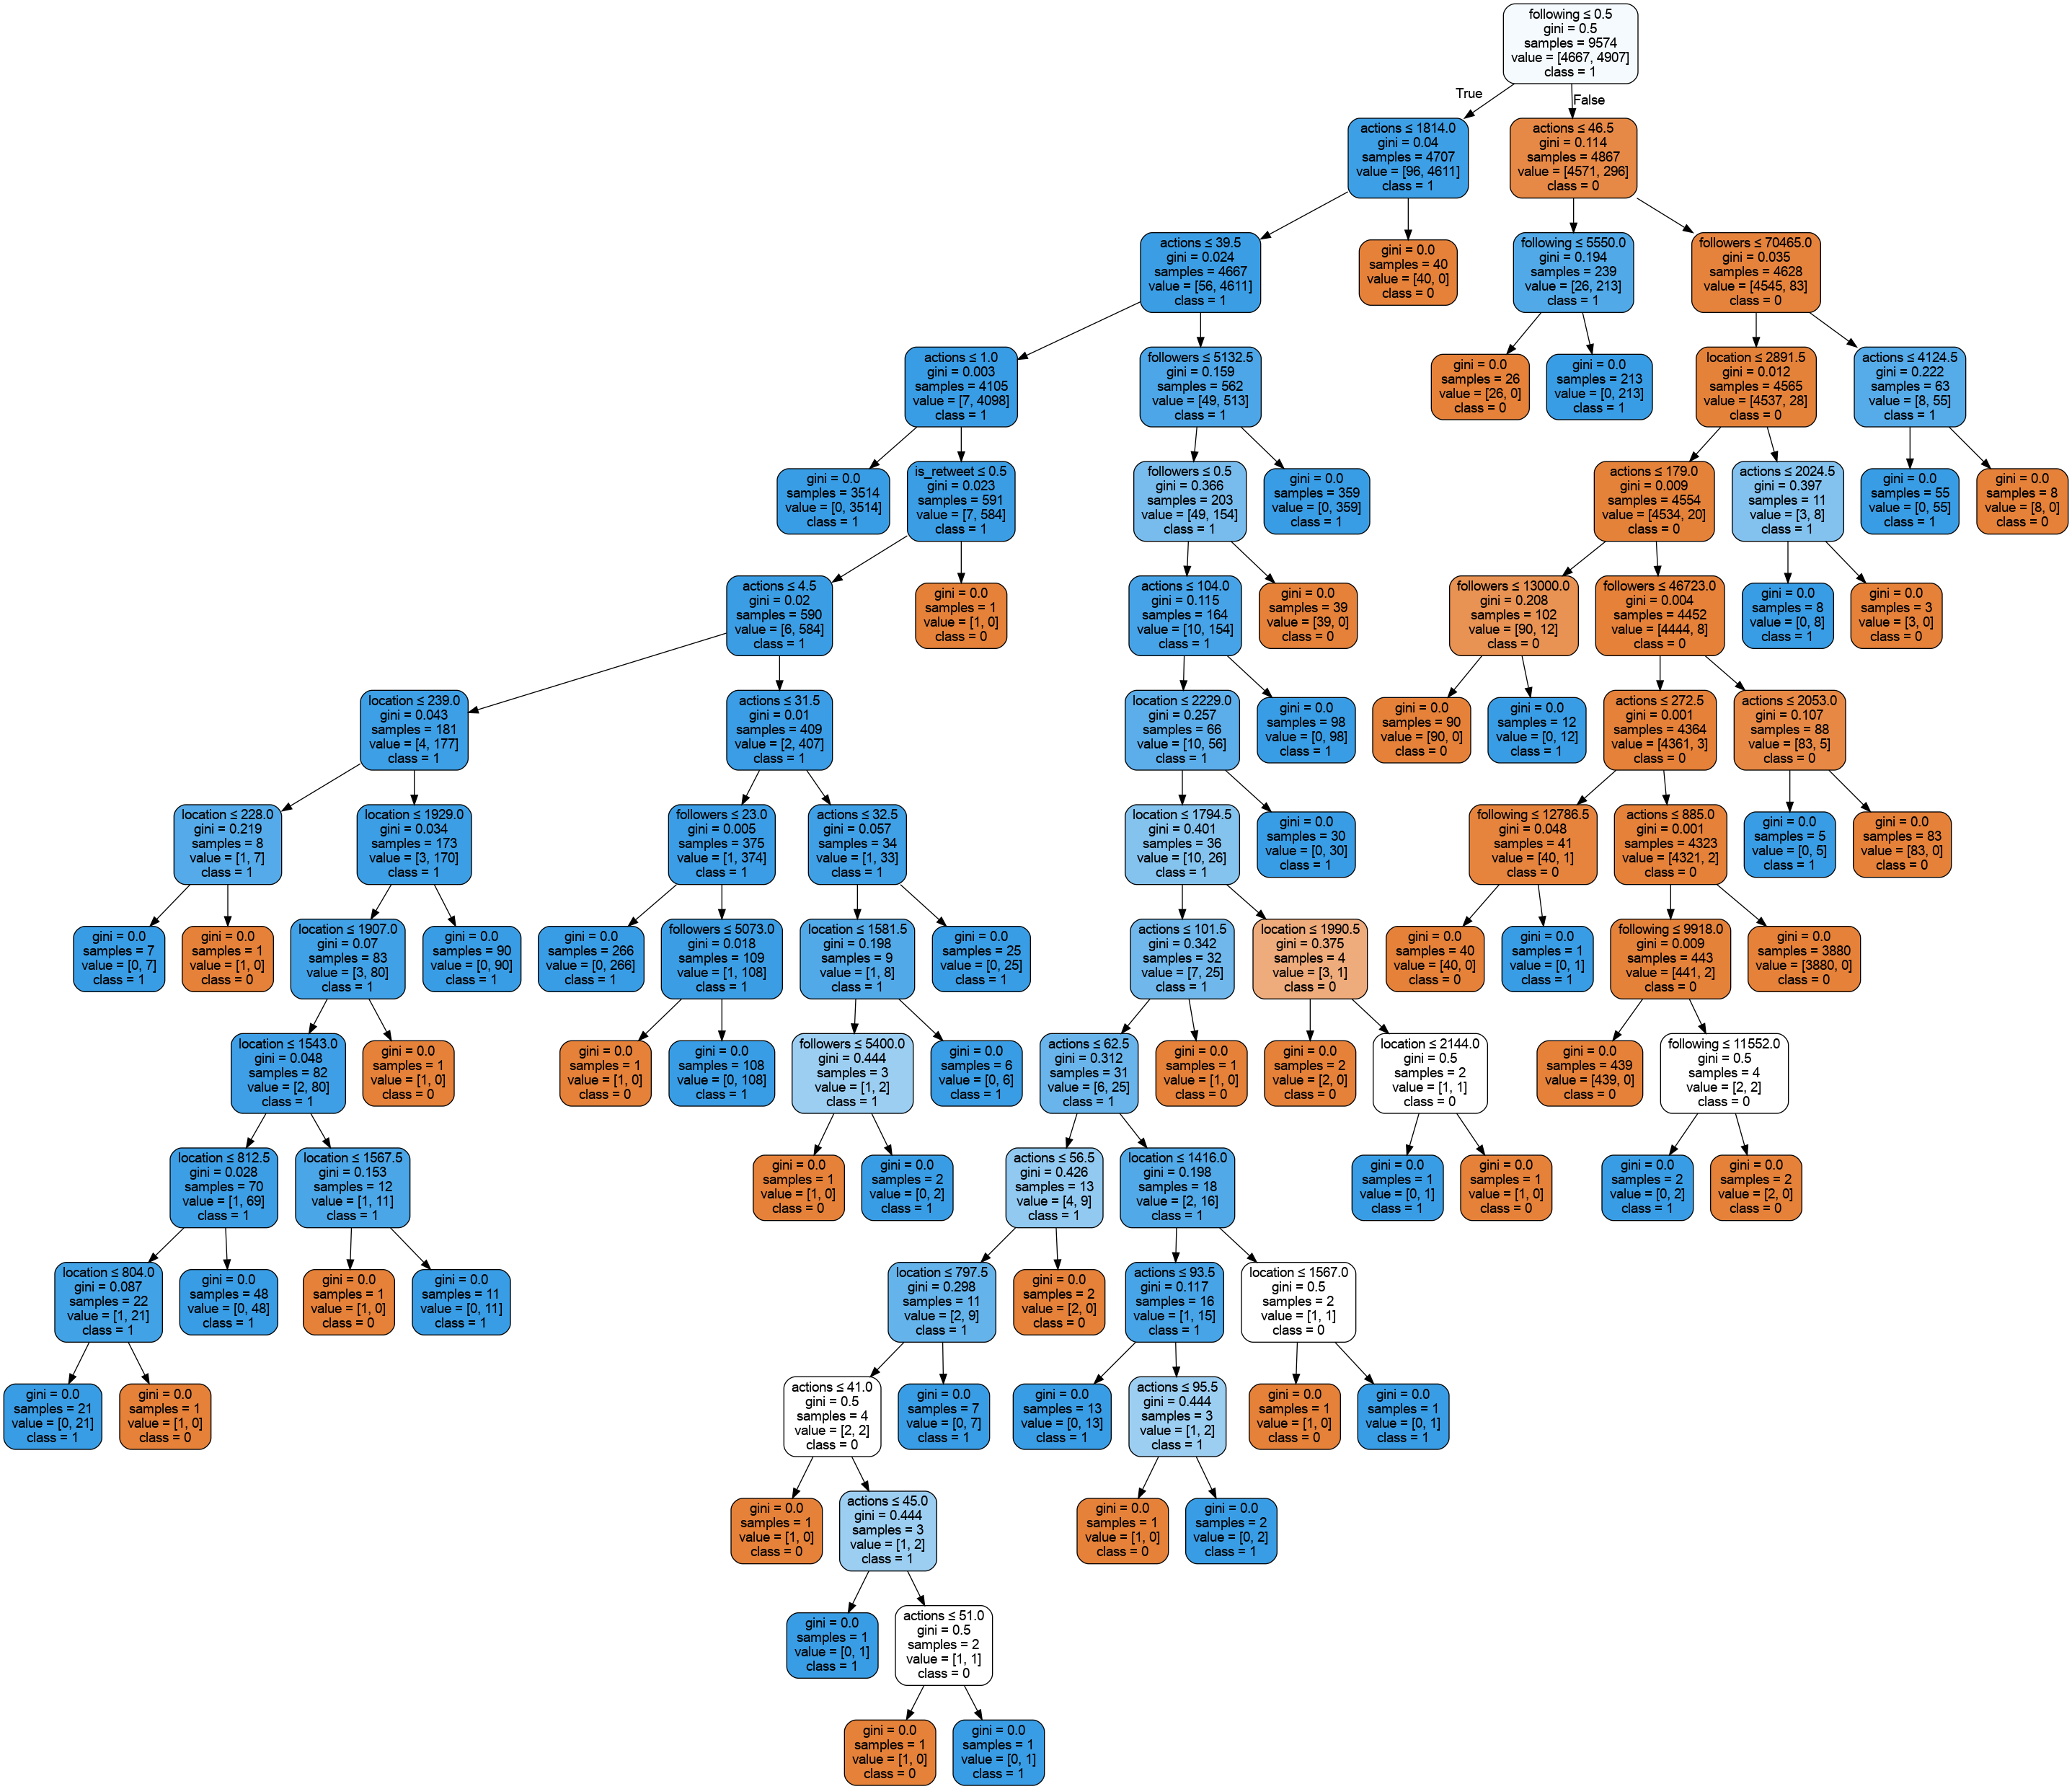 following ≤ 0.5
gini = 0.5
samples = 9574
value = [4667, 4907]
class = 1
True
False
actions ≤ 1814.0
gini = 0.04
samples = 4707
value = [96, 4611]
class = 1
actions ≤ 46.5
gini = 0.114
samples = 4867
value = [4571, 296]
class = 0
actions ≤ 39.5
gini = 0.024
samples = 4667
value = [56, 4611]
class = 1
gini = 0.0
samples = 40
value = [40, 0]
class = 0
following ≤ 5550.0
gini = 0.194
samples = 239
value = [26, 213]
class = 1
followers ≤ 70465.0
gini = 0.035
samples = 4628
value = [4545, 83]
class = 0
actions ≤ 1.0
gini = 0.003
samples = 4105
value = [7, 4098]
class = 1
followers ≤ 5132.5
gini = 0.159
samples = 562
value = [49, 513]
class = 1
gini = 0.0
samples = 26
value = [26, 0]
class = 0
gini = 0.0
samples = 213
value = [0, 213]
class = 1
location ≤ 2891.5
gini = 0.012
samples = 4565
value = [4537, 28]
class = 0
actions ≤ 4124.5
gini = 0.222
samples = 63
value = [8, 55]
class = 1
gini = 0.0
samples = 3514
value = [0, 3514]
class = 1
is_retweet ≤ 0.5
gini = 0.023
samples = 591
value = [7, 584]
class = 1
followers ≤ 0.5
gini = 0.366
samples = 203
value = [49, 154]
class = 1
gini = 0.0
samples = 359
value = [0, 359]
class = 1
actions ≤ 179.0
gini = 0.009
samples = 4554
value = [4534, 20]
class = 0
actions ≤ 2024.5
gini = 0.397
samples = 11
value = [3, 8]
class = 1
gini = 0.0
samples = 55
value = [0, 55]
class = 1
gini = 0.0
samples = 8
value = [8, 0]
class = 0
actions ≤ 4.5
gini = 0.02
samples = 590
value = [6, 584]
class = 1
gini = 0.0
samples = 1
value = [1, 0]
class = 0
actions ≤ 104.0
gini = 0.115
samples = 164
value = [10, 154]
class = 1
gini = 0.0
samples = 39
value = [39, 0]
class = 0
followers ≤ 13000.0
gini = 0.208
samples = 102
value = [90, 12]
class = 0
followers ≤ 46723.0
gini = 0.004
samples = 4452
value = [4444, 8]
class = 0
gini = 0.0
samples = 8
value = [0, 8]
class = 1
gini = 0.0
samples = 3
value = [3, 0]
class = 0
location ≤ 239.0
gini = 0.043
samples = 181
value = [4, 177]
class = 1
actions ≤ 31.5
gini = 0.01
samples = 409
value = [2, 407]
class = 1
location ≤ 2229.0
gini = 0.257
samples = 66
value = [10, 56]
class = 1
gini = 0.0
samples = 98
value = [0, 98]
class = 1
gini = 0.0
samples = 90
value = [90, 0]
class = 0
gini = 0.0
samples = 12
value = [0, 12]
class = 1
actions ≤ 272.5
gini = 0.001
samples = 4364
value = [4361, 3]
class = 0
actions ≤ 2053.0
gini = 0.107
samples = 88
value = [83, 5]
class = 0
location ≤ 228.0
gini = 0.219
samples = 8
value = [1, 7]
class = 1
location ≤ 1929.0
gini = 0.034
samples = 173
value = [3, 170]
class = 1
followers ≤ 23.0
gini = 0.005
samples = 375
value = [1, 374]
class = 1
actions ≤ 32.5
gini = 0.057
samples = 34
value = [1, 33]
class = 1
location ≤ 1794.5
gini = 0.401
samples = 36
value = [10, 26]
class = 1
gini = 0.0
samples = 30
value = [0, 30]
class = 1
following ≤ 12786.5
gini = 0.048
samples = 41
value = [40, 1]
class = 0
actions ≤ 885.0
gini = 0.001
samples = 4323
value = [4321, 2]
class = 0
gini = 0.0
samples = 5
value = [0, 5]
class = 1
gini = 0.0
samples = 83
value = [83, 0]
class = 0
gini = 0.0
samples = 7
value = [0, 7]
class = 1
gini = 0.0
samples = 1
value = [1, 0]
class = 0
location ≤ 1907.0
gini = 0.07
samples = 83
value = [3, 80]
class = 1
gini = 0.0
samples = 90
value = [0, 90]
class = 1
gini = 0.0
samples = 266
value = [0, 266]
class = 1
followers ≤ 5073.0
gini = 0.018
samples = 109
value = [1, 108]
class = 1
location ≤ 1581.5
gini = 0.198
samples = 9
value = [1, 8]
class = 1
gini = 0.0
samples = 25
value = [0, 25]
class = 1
actions ≤ 101.5
gini = 0.342
samples = 32
value = [7, 25]
class = 1
location ≤ 1990.5
gini = 0.375
samples = 4
value = [3, 1]
class = 0
gini = 0.0
samples = 40
value = [40, 0]
class = 0
gini = 0.0
samples = 1
value = [0, 1]
class = 1
following ≤ 9918.0
gini = 0.009
samples = 443
value = [441, 2]
class = 0
gini = 0.0
samples = 3880
value = [3880, 0]
class = 0
location ≤ 1543.0
gini = 0.048
samples = 82
value = [2, 80]
class = 1
gini = 0.0
samples = 1
value = [1, 0]
class = 0
gini = 0.0
samples = 1
value = [1, 0]
class = 0
gini = 0.0
samples = 108
value = [0, 108]
class = 1
followers ≤ 5400.0
gini = 0.444
samples = 3
value = [1, 2]
class = 1
gini = 0.0
samples = 6
value = [0, 6]
class = 1
actions ≤ 62.5
gini = 0.312
samples = 31
value = [6, 25]
class = 1
gini = 0.0
samples = 1
value = [1, 0]
class = 0
gini = 0.0
samples = 2
value = [2, 0]
class = 0
location ≤ 2144.0
gini = 0.5
samples = 2
value = [1, 1]
class = 0
gini = 0.0
samples = 439
value = [439, 0]
class = 0
following ≤ 11552.0
gini = 0.5
samples = 4
value = [2, 2]
class = 0
location ≤ 812.5
gini = 0.028
samples = 70
value = [1, 69]
class = 1
location ≤ 1567.5
gini = 0.153
samples = 12
value = [1, 11]
class = 1
gini = 0.0
samples = 1
value = [1, 0]
class = 0
gini = 0.0
samples = 2
value = [0, 2]
class = 1
actions ≤ 56.5
gini = 0.426
samples = 13
value = [4, 9]
class = 1
location ≤ 1416.0
gini = 0.198
samples = 18
value = [2, 16]
class = 1
gini = 0.0
samples = 1
value = [0, 1]
class = 1
gini = 0.0
samples = 1
value = [1, 0]
class = 0
gini = 0.0
samples = 2
value = [0, 2]
class = 1
gini = 0.0
samples = 2
value = [2, 0]
class = 0
location ≤ 804.0
gini = 0.087
samples = 22
value = [1, 21]
class = 1
gini = 0.0
samples = 48
value = [0, 48]
class = 1
gini = 0.0
samples = 1
value = [1, 0]
class = 0
gini = 0.0
samples = 11
value = [0, 11]
class = 1
location ≤ 797.5
gini = 0.298
samples = 11
value = [2, 9]
class = 1
gini = 0.0
samples = 2
value = [2, 0]
class = 0
actions ≤ 93.5
gini = 0.117
samples = 16
value = [1, 15]
class = 1
location ≤ 1567.0
gini = 0.5
samples = 2
value = [1, 1]
class = 0
gini = 0.0
samples = 21
value = [0, 21]
class = 1
gini = 0.0
samples = 1
value = [1, 0]
class = 0
actions ≤ 41.0
gini = 0.5
samples = 4
value = [2, 2]
class = 0
gini = 0.0
samples = 7
value = [0, 7]
class = 1
gini = 0.0
samples = 13
value = [0, 13]
class = 1
actions ≤ 95.5
gini = 0.444
samples = 3
value = [1, 2]
class = 1
gini = 0.0
samples = 1
value = [1, 0]
class = 0
gini = 0.0
samples = 1
value = [0, 1]
class = 1
gini = 0.0
samples = 1
value = [1, 0]
class = 0
actions ≤ 45.0
gini = 0.444
samples = 3
value = [1, 2]
class = 1
gini = 0.0
samples = 1
value = [1, 0]
class = 0
gini = 0.0
samples = 2
value = [0, 2]
class = 1
gini = 0.0
samples = 1
value = [0, 1]
class = 1
actions ≤ 51.0
gini = 0.5
samples = 2
value = [1, 1]
class = 0
gini = 0.0
samples = 1
value = [1, 0]
class = 0
gini = 0.0
samples = 1
value = [0, 1]
class = 1